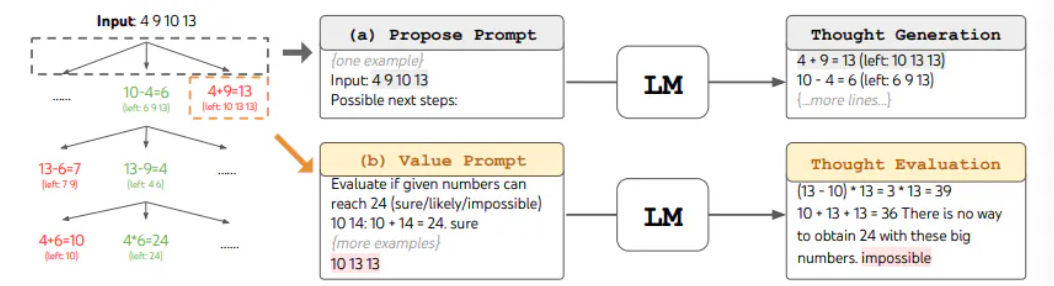 Input: 4 9 10 13
......
10-4=6
(left: 6 9 13)
4+9=13
(left: 10 13 13)
13-6=7
(left: 7 9)
13-9=4
(left: 4 6)
......
4+6=10
(left: 10)
4*6=24
(left: 24)
......
(a) Propose Prompt
{one example}
Input: 4 9 10 13
Possible next steps:
LM
Thought Generation
4 + 9 = 13 (left: 10 13 13)
10 - 4 = 6 (left: 6 9 13)
{...more lines...}
(b) Value Prompt
Evaluate if given numbers can
reach 24 (sure/likely/impossible)
10 14: 10 + 14 = 24. sure
{more examples}
10 13 13
LM
Thought Evaluation
(13 - 10) * 13 = 3 * 13 = 39
10 + 13 + 13 = 36 There is no way
to obtain 24 with these big
numbers. impossible